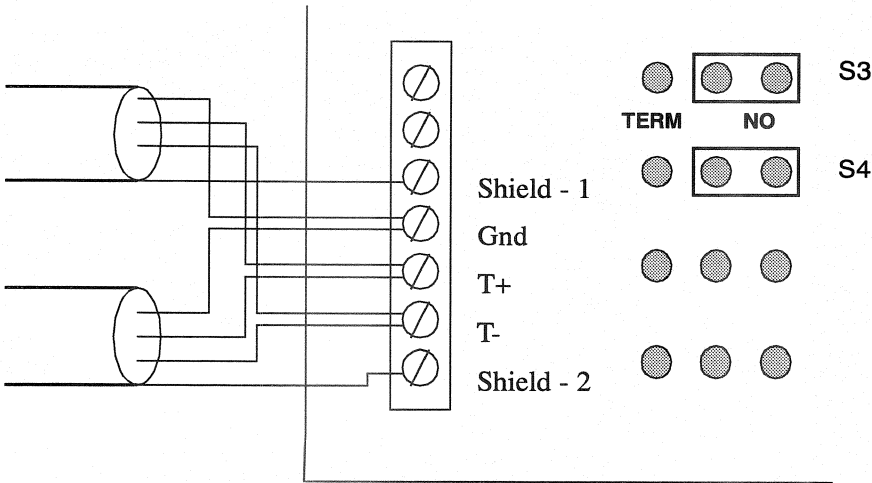 S3
TERM NO
S4
Shield - 1
Gnd
T+
T-
Shield - 2